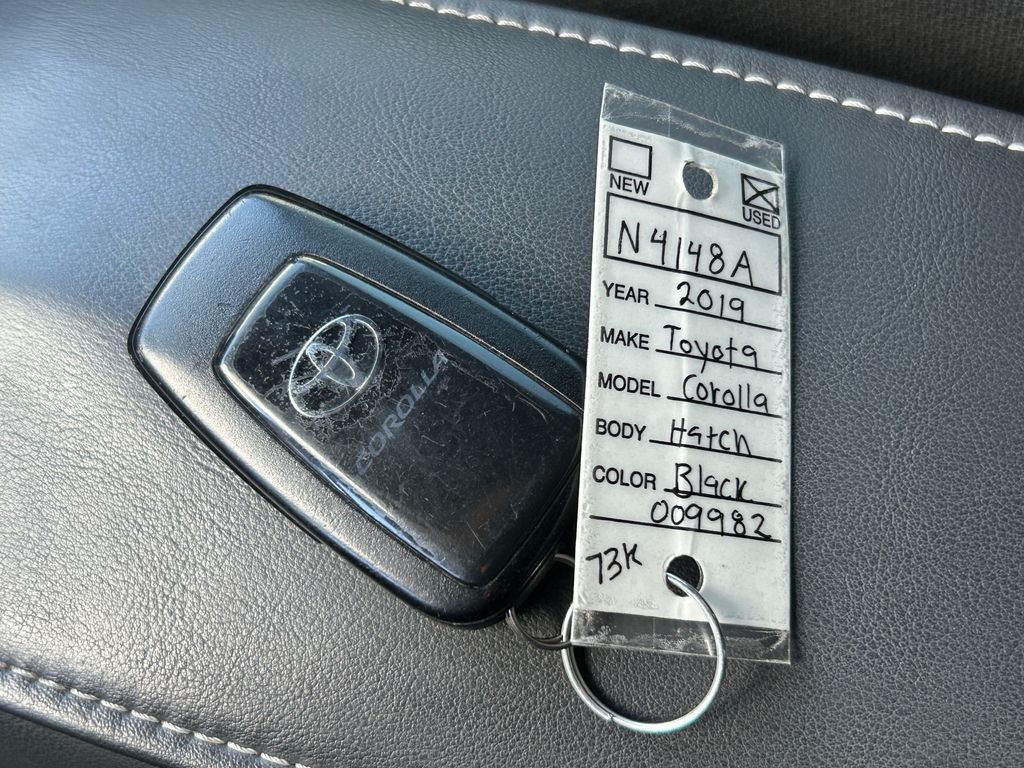 NEW
USED
N4148A
YEAR 2019
MAKE Toyota
MODEL Corolla
BODY Hatch
COLOR Black
009982
73K
COROLLA